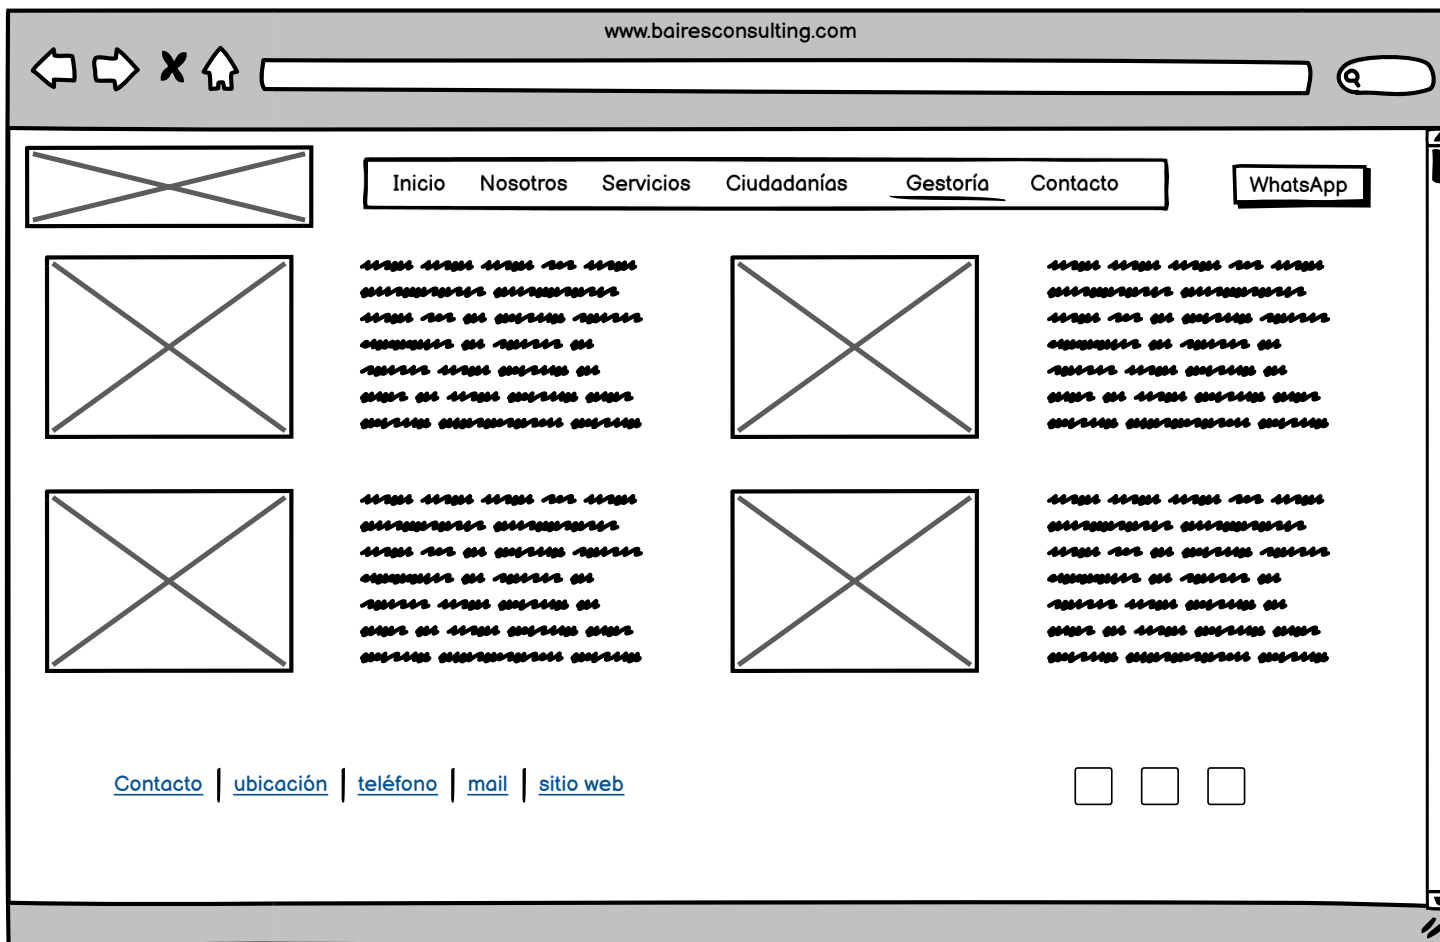 www.bairesconsulting.com
Inicio Nosotros Servicios Ciudadanías Gestoría Contacto WhatsApp
Contacto ubicación teléfono mail sitio web